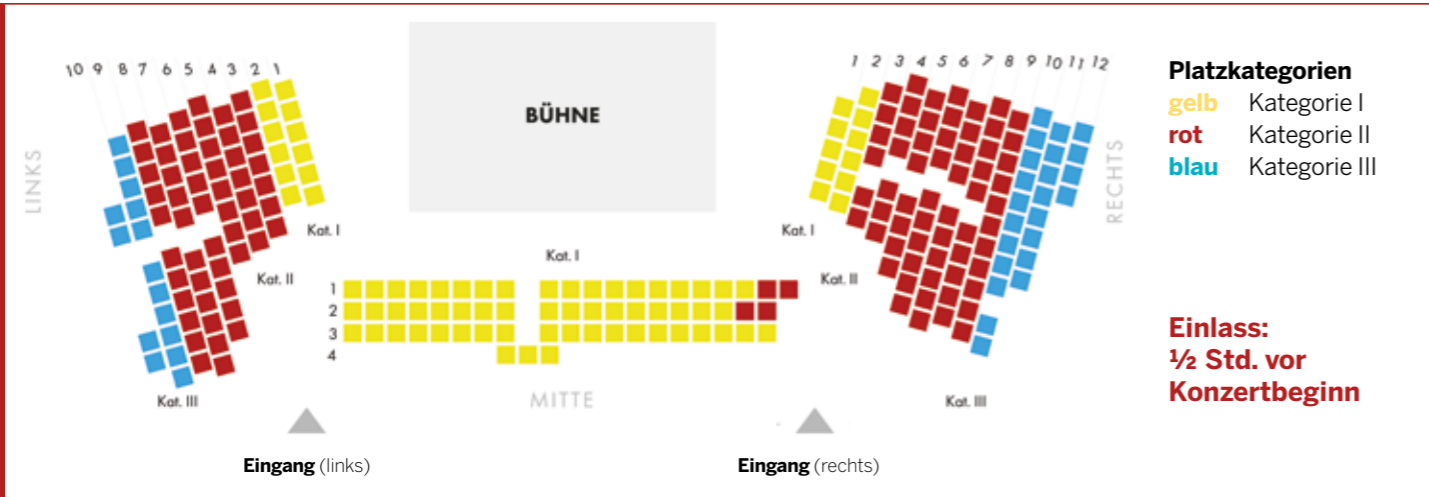 10 9 8 7 6 5 4 3 2 1
1 2 3 4 5 6 7 8 9 10 11 12
BÜHNE
LINKS
RECHTS
Platzkategorien
gelb Kategorie I
rot Kategorie II
blau Kategorie III
Kat. I
Kat. I
Kat. I
Kat. II
Kat. II
1
2
3
4
MITTE
Kat. III
Kat. III
Einlass:
½ Std. vor
Konzertbeginn
Eingang (links)
Eingang (rechts)